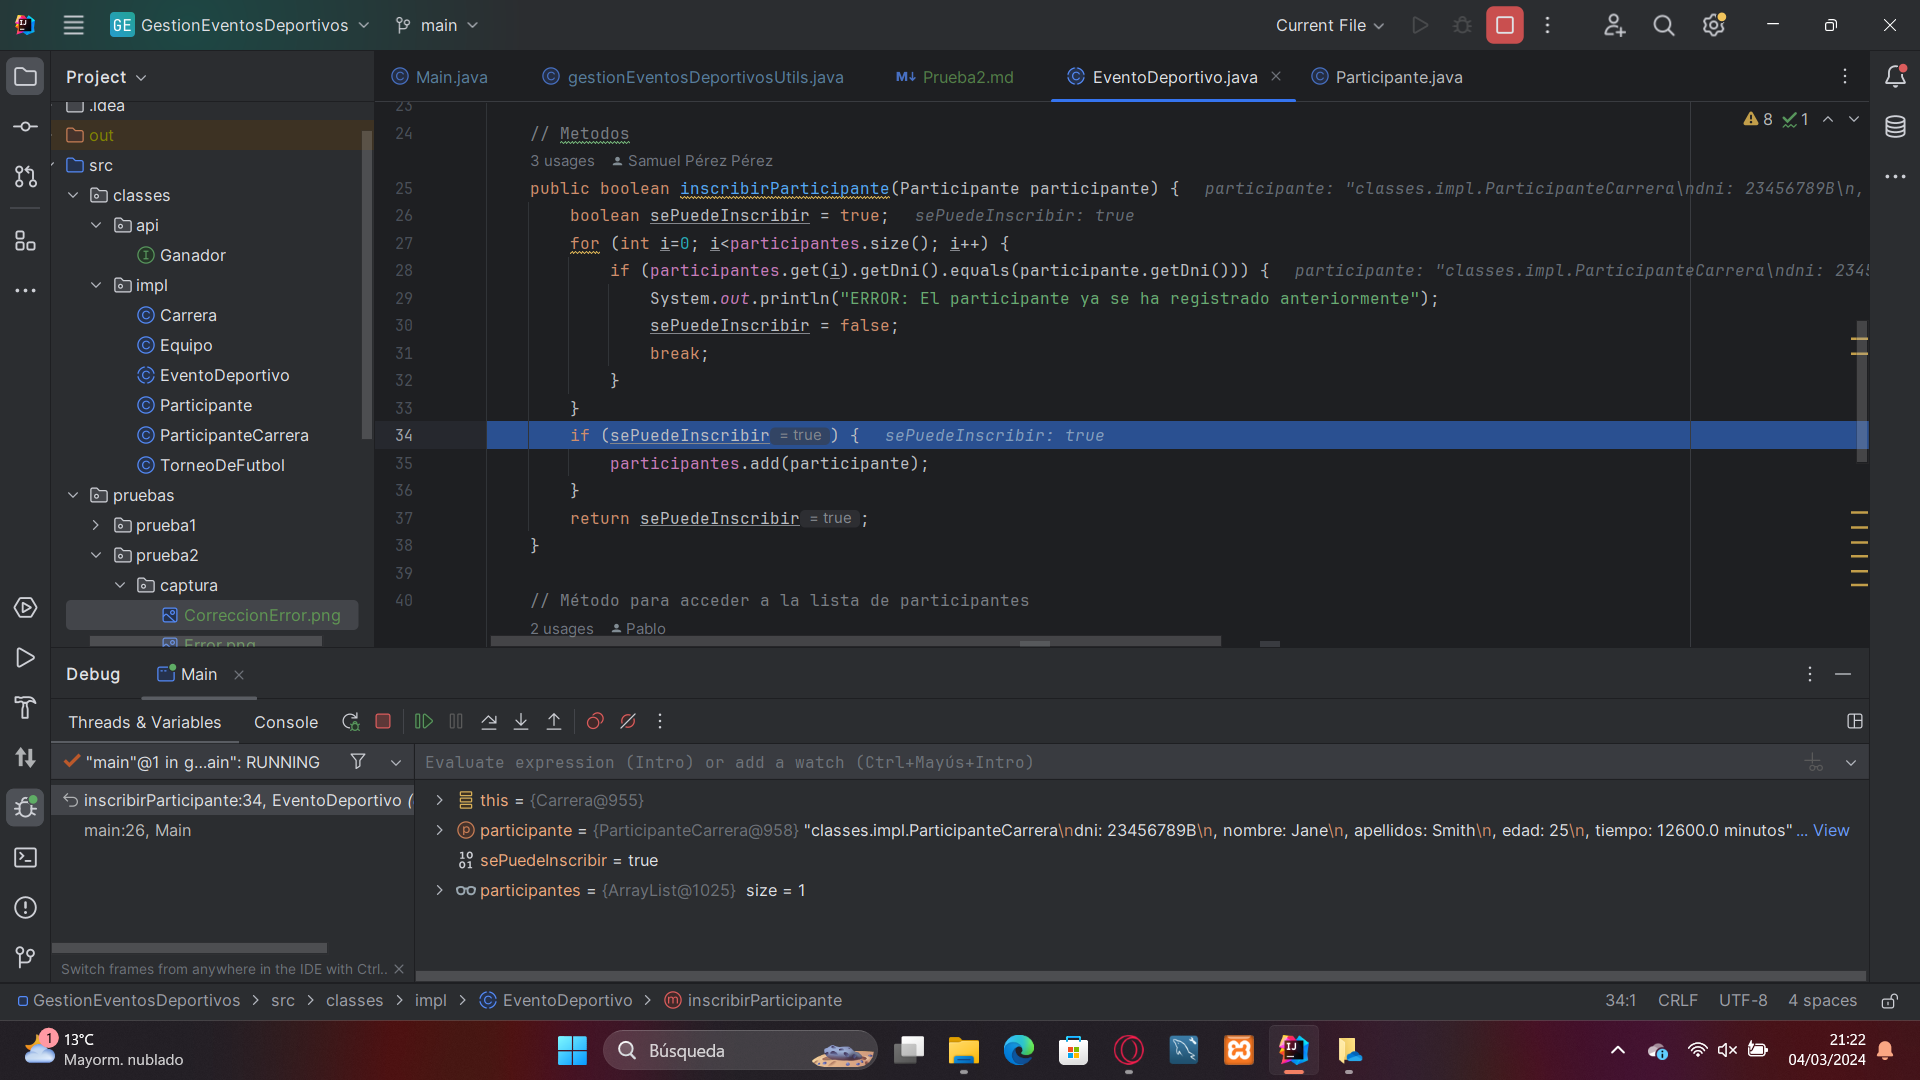 GE GestionEventosDeportivos main Current File
Project
Main.java gestionEventosDeportivosUtils.java M↓ Prueba2.md EventoDeportivo.java Participante.java
.idea
out
src
classes
api
Ganador
impl
Carrera
Equipo
EventoDeportivo
Participante
ParticipanteCarrera
TorneoDeFutbol
pruebas
prueba1
prueba2
captura
CorreccionError.png
Error.png
8 1
23
24 // Metodos
3 usages Samuel Pérez Pérez
25 public boolean inscribirParticipante(Participante participante) { participante: "classes.impl.ParticipanteCarrera\ndni: 23456789B\n,
26 boolean sePuedeInscribir = true; sePuedeInscribir: true
27 for (int i=0; i<participantes.size(); i++) {
28 if (participantes.get(i).getDni().equals(participante.getDni())) { participante: "classes.impl.ParticipanteCarrera\ndni: 2345
29 System.out.println("ERROR: El participante ya se ha registrado anteriormente");
30 sePuedeInscribir = false;
31 break;
32 }
33 }
34 if (sePuedeInscribir = true ) { sePuedeInscribir: true
35 participantes.add(participante);
36 }
37 return sePuedeInscribir = true ;
38 }
39
40 // Método para acceder a la lista de participantes
2 usages Pablo
Debug Main
Threads & Variables Console
"main"@1 in g...ain": RUNNING
Evaluate expression (Intro) or add a watch (Ctrl+Mayús+Intro)
inscribirParticipante:34, EventoDeportivo (
main:26, Main
this = {Carrera@955}
participante = {ParticipanteCarrera@958} "classes.impl.ParticipanteCarrera\ndni: 23456789B\n, nombre: Jane\n, apellidos: Smith\n, edad: 25\n, tiempo: 12600.0 minutos" ... View
sePuedeInscribir = true
participantes = {ArrayList@1025} size = 1
Switch frames from anywhere in the IDE with Ctrl..
GestionEventosDeportivos > src > classes > impl > EventoDeportivo > inscribirParticipante 34:1 CRLF UTF-8 4 spaces
1 13°C
Mayorm. nublado
Búsqueda
21:22
04/03/2024